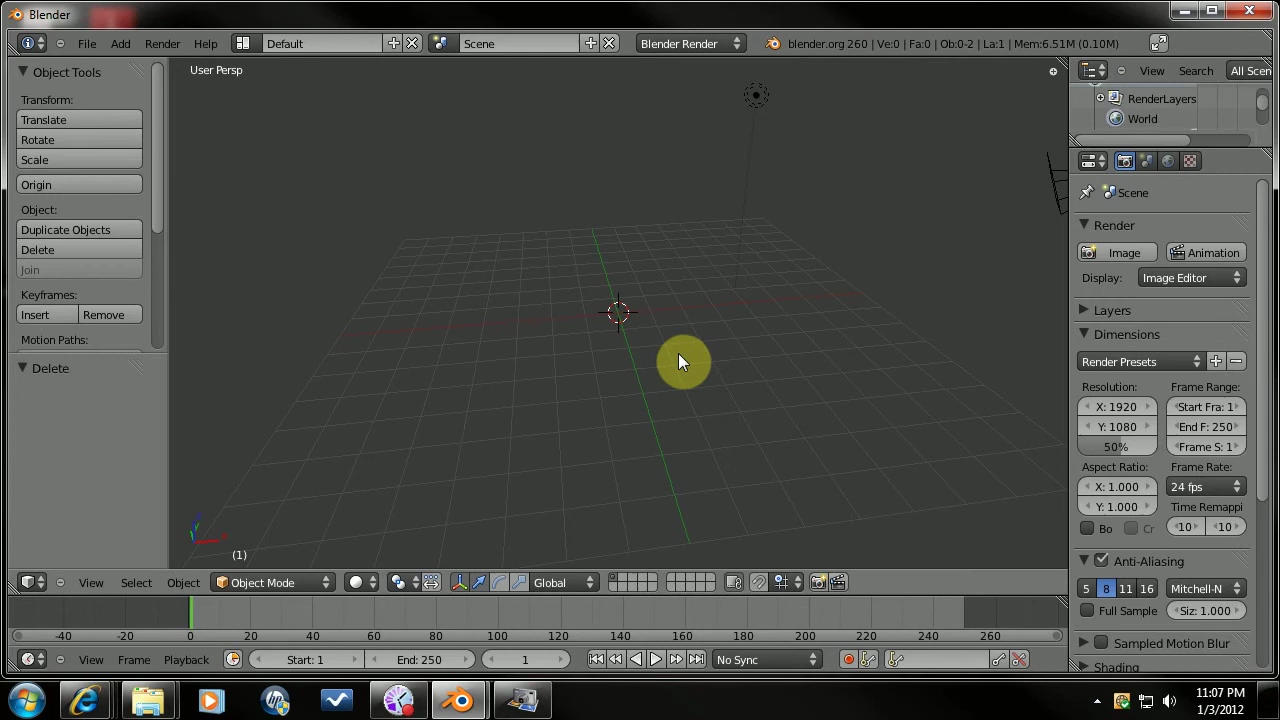 Blender
File Add Render Help Default Scene Blender Render blender.org 260 | Ve:0 | Fa:0 | Ob:0-2 | La:1 | Mem:6.51M (0.10M)
Object Tools
Transform:
Translate
Rotate
Scale
Origin
Object:
Duplicate Objects
Delete
Join
Keyframes:
Insert Remove
Motion Paths:
Delete
User Persp
(1)
View Select Object Object Mode Global
-40 -20 0 20 40 60 80 100 120 140 160 180 200 220 240 260
View Frame Playback Start: 1 End: 250 1 No Sync
View Search All Scen
RenderLayers
World
Scene
Render
Image Animation
Display: Image Editor
Layers
Dimensions
Render Presets
Resolution: Frame Range:
X: 1920 Start Fra: 1
Y: 1080 End F: 250
50% Frame S: 1
Aspect Ratio: Frame Rate:
X: 1.000 24 fps
Y: 1.000 Time Remappi
Bo Cr 10 10
Anti-Aliasing
5 8 11 16 Mitchell-N
Full Sample Siz: 1.000
Sampled Motion Blur
Shading
11:07 PM
1/3/2012